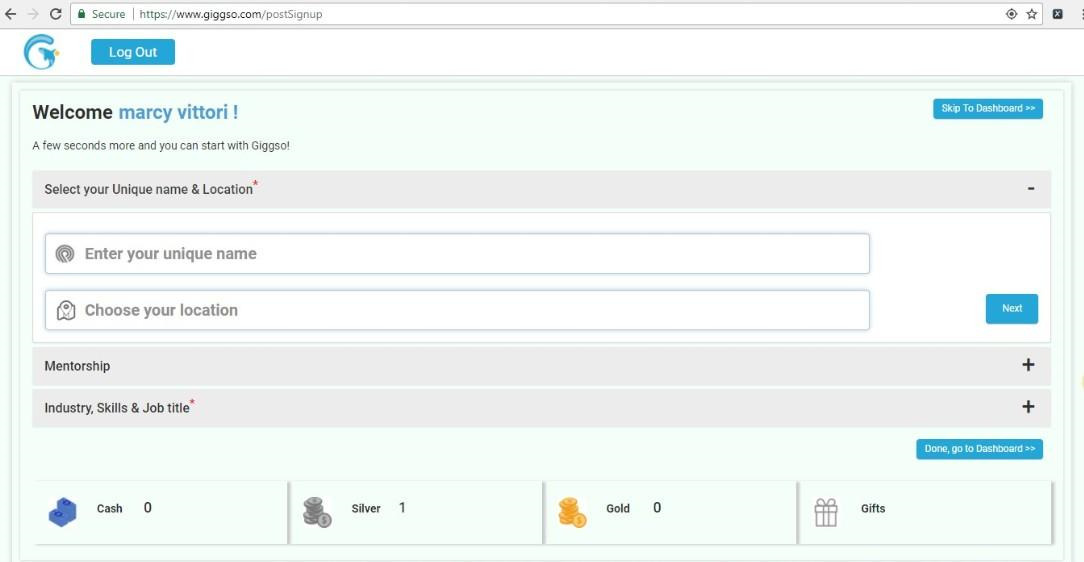 Secure | https://www.giggso.com/postSignup
Log Out
Welcome marcy vittori !
Skip To Dashboard >>
A few seconds more and you can start with Giggso!
Select your Unique name & Location*
-
Enter your unique name
Choose your location
Next
Mentorship
+
Industry, Skills & Job title*
+
Done, go to Dashboard >>
Cash 0
Silver 1
Gold 0
Gifts